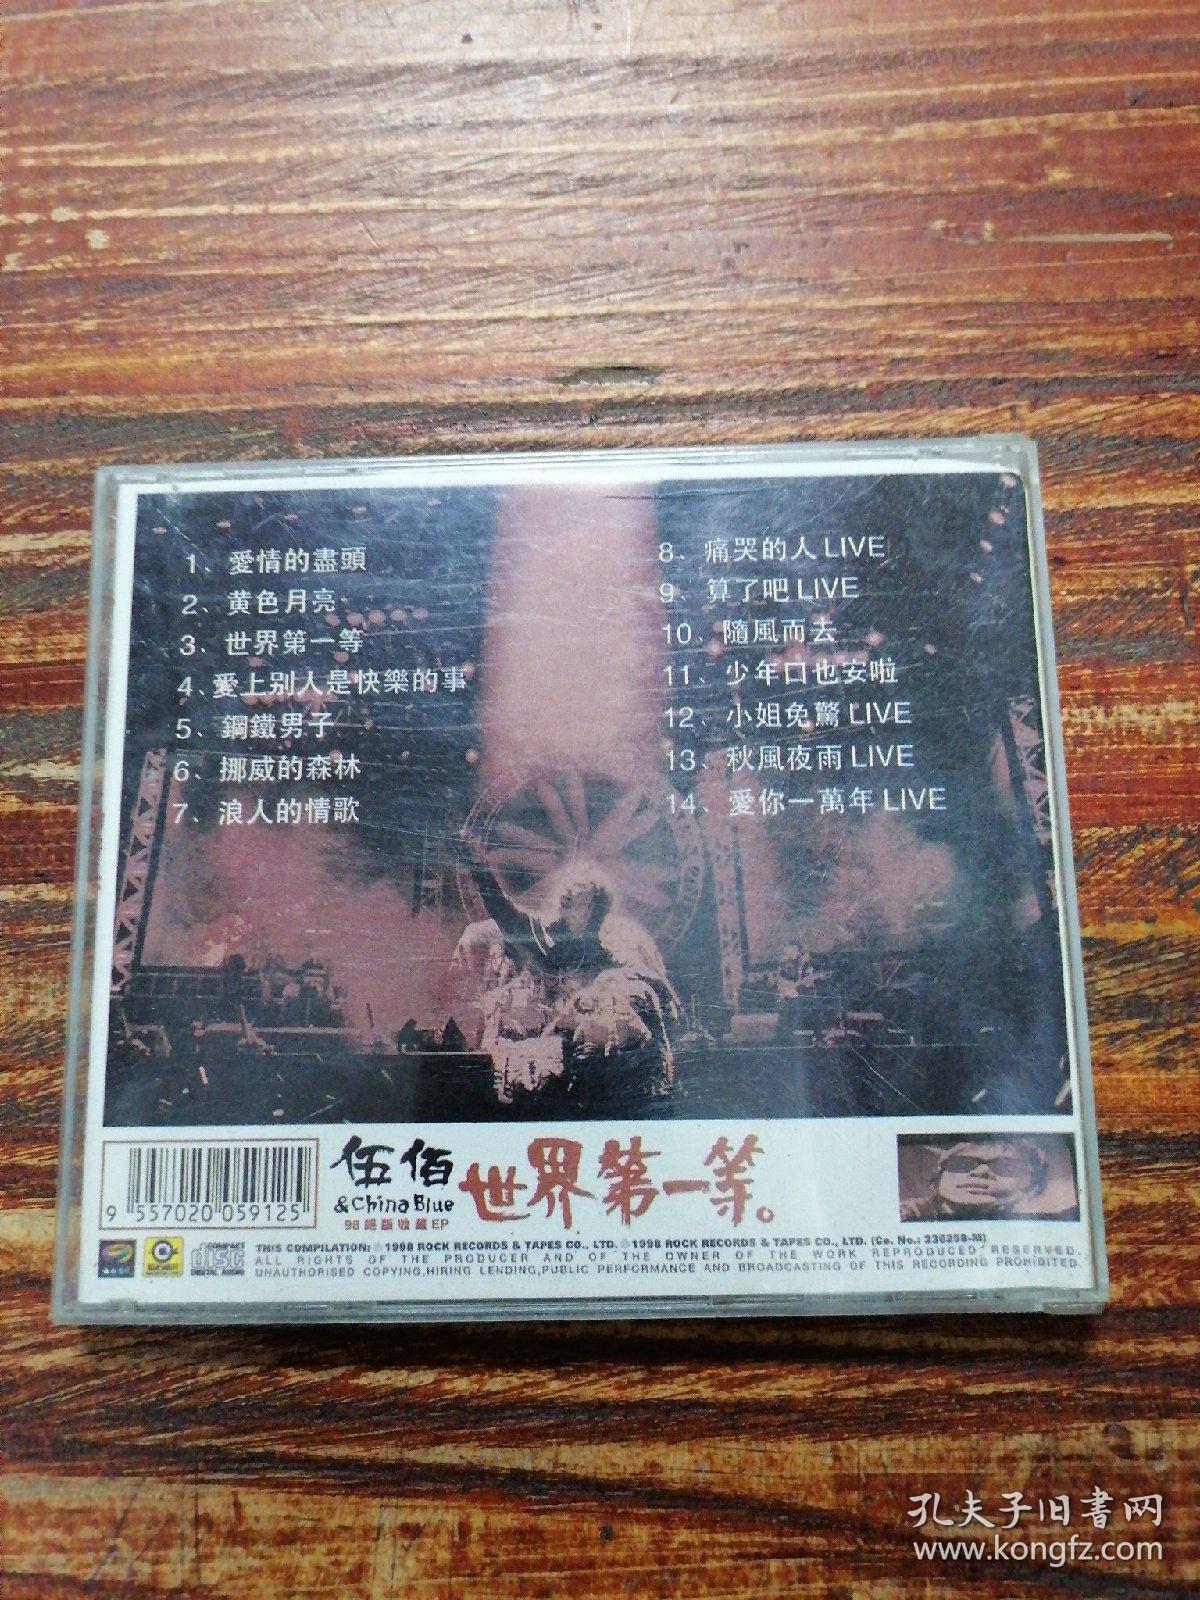 1、愛情的盡頭
2、黄色月亮
3、世界第一等
4、愛上别人是快樂的事
5、鋼鐵男子
6、挪威的森林
7、浪人的情歌
8、痛哭的人 LIVE
9、算了吧 LIVE
10、隨風而去
11、少年口也安啦
12、小姐免驚 LIVE
13、秋風夜雨 LIVE
14、愛你一萬年 LIVE
9 557020 059125
伍佰
& China Blue
98絕版收藏EP
世界第一等。
COMPACT
disc
DIGITAL AUDIO
THIS COMPILATION: ℗ 1998 ROCK RECORDS & TAPES CO., LTD. © 1998 ROCK RECORDS & TAPES CO., LTD. (Co. No.: 236258-M)
ALL RIGHTS OF THE PRODUCER AND OF THE OWNER OF THE WORK REPRODUCED RESERVED.
UNAUTHORISED COPYING, HIRING LENDING, PUBLIC PERFORMANCE AND BROADCASTING OF THIS RECORDING PROHIBITED.
孔夫子旧書网
www.kongfz.com